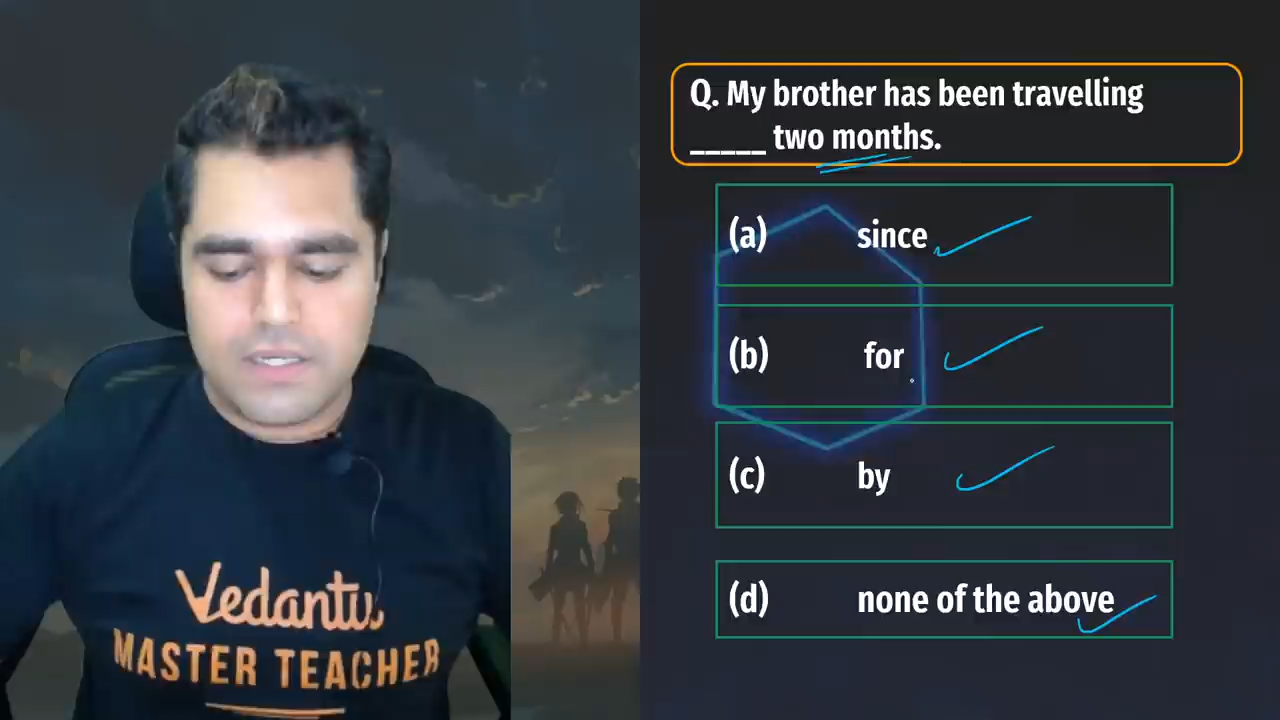 Q. My brother has been travelling
_____ two months.
(a) since
(b) for
(c) by
(d) none of the above
Vedantu
MASTER TEACHER